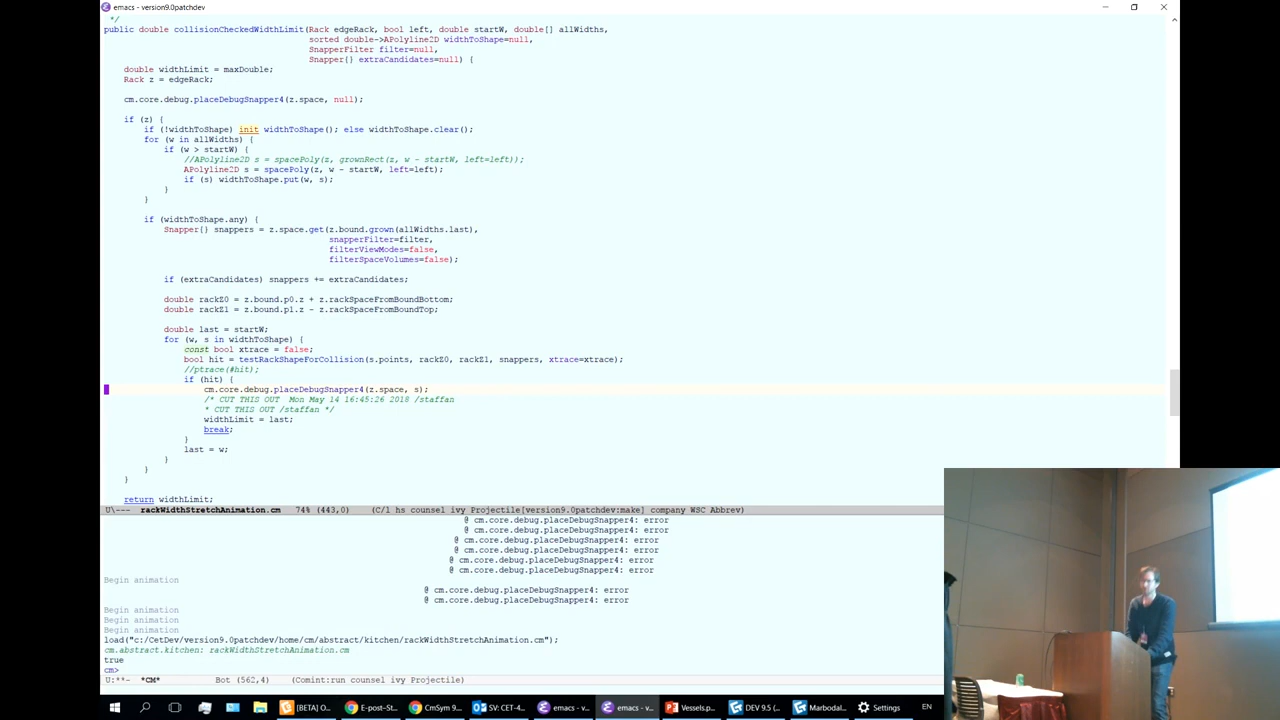 emacs - version9.0patchdev
*/
public double collisionCheckedWidthLimit(Rack edgeRack, bool left, double startW, double[] allWidths,
sorted double->APolyline2D widthToShape=null,
SnapperFilter filter=null,
Snapper{} extraCandidates=null) {
double widthLimit = maxDouble;
Rack z = edgeRack;
cm.core.debug.placeDebugSnapper4(z.space, null);
if (z) {
if (!widthToShape) init widthToShape(); else widthToShape.clear();
for (w in allWidths) {
if (w > startW) {
//APolyline2D s = spacePoly(z, grownRect(z, w - startW, left=left));
APolyline2D s = spacePoly(z, w - startW, left=left);
if (s) widthToShape.put(w, s);
}
}
if (widthToShape.any) {
Snapper{} snappers = z.space.get(z.bound.grown(allWidths.last),
snapperFilter=filter,
filterViewModes=false,
filterSpaceVolumes=false);
if (extraCandidates) snappers += extraCandidates;
double rackZ0 = z.bound.p0.z + z.rackSpaceFromBoundBottom;
double rackZ1 = z.bound.p1.z - z.rackSpaceFromBoundTop;
double last = startW;
for (w, s in widthToShape) {
const bool xtrace = false;
bool hit = testRackShapeForCollision(s.points, rackZ0, rackZ1, snappers, xtrace=xtrace);
//ptrace(#hit);
if (hit) {
cm.core.debug.placeDebugSnapper4(z.space, s);
/* CUT THIS OUT  Mon May 14 16:45:26 2018 /staffan
* CUT THIS OUT /staffan */
widthLimit = last;
break;
}
last = w;
}
}
}
return widthLimit;
U\--- rackWidthStretchAnimation.cm 74% (443,0) (C/l hs counsel ivy Projectile[version9.0patchdev:make] company WSC Abbrev)
@ cm.core.debug.placeDebugSnapper4: error
@ cm.core.debug.placeDebugSnapper4: error
@ cm.core.debug.placeDebugSnapper4: error
@ cm.core.debug.placeDebugSnapper4: error
@ cm.core.debug.placeDebugSnapper4: error
@ cm.core.debug.placeDebugSnapper4: error
Begin animation
@ cm.core.debug.placeDebugSnapper4: error
@ cm.core.debug.placeDebugSnapper4: error
Begin animation
Begin animation
Begin animation
load("c:/CetDev/version9.0patchdev/home/cm/abstract/kitchen/rackWidthStretchAnimation.cm");
cm.abstract.kitchen: rackWidthStretchAnimation.cm
true
cm>
U:**- *CM* Bot (562,4) (Comint:run counsel ivy Projectile)
[BETA] O... E-post–St... CmSym 9.... SV: CET-4... emacs - v... emacs - v... Vessels.p... DEV 9.5 (... Marbodal... Settings EN